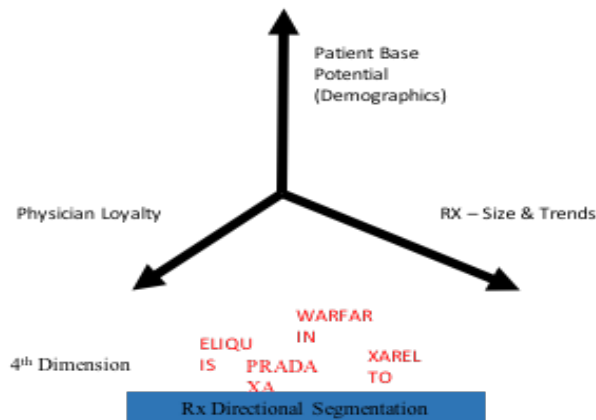 Patient Base
Potential
(Demographics)
Physician Loyalty
RX – Size & Trends
WARFAR
IN
ELIQU
IS
PRADA
XA
XAREL
TO
4th Dimension
Rx Directional Segmentation